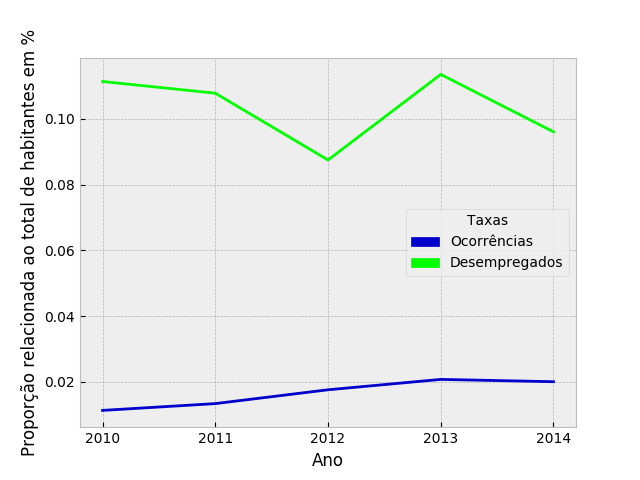 Proporção relacionada ao total de habitantes em %
0.10
0.08
0.06
0.04
0.02
Taxas
Ocorrências
Desempregados
2010 2011 2012 2013 2014
Ano